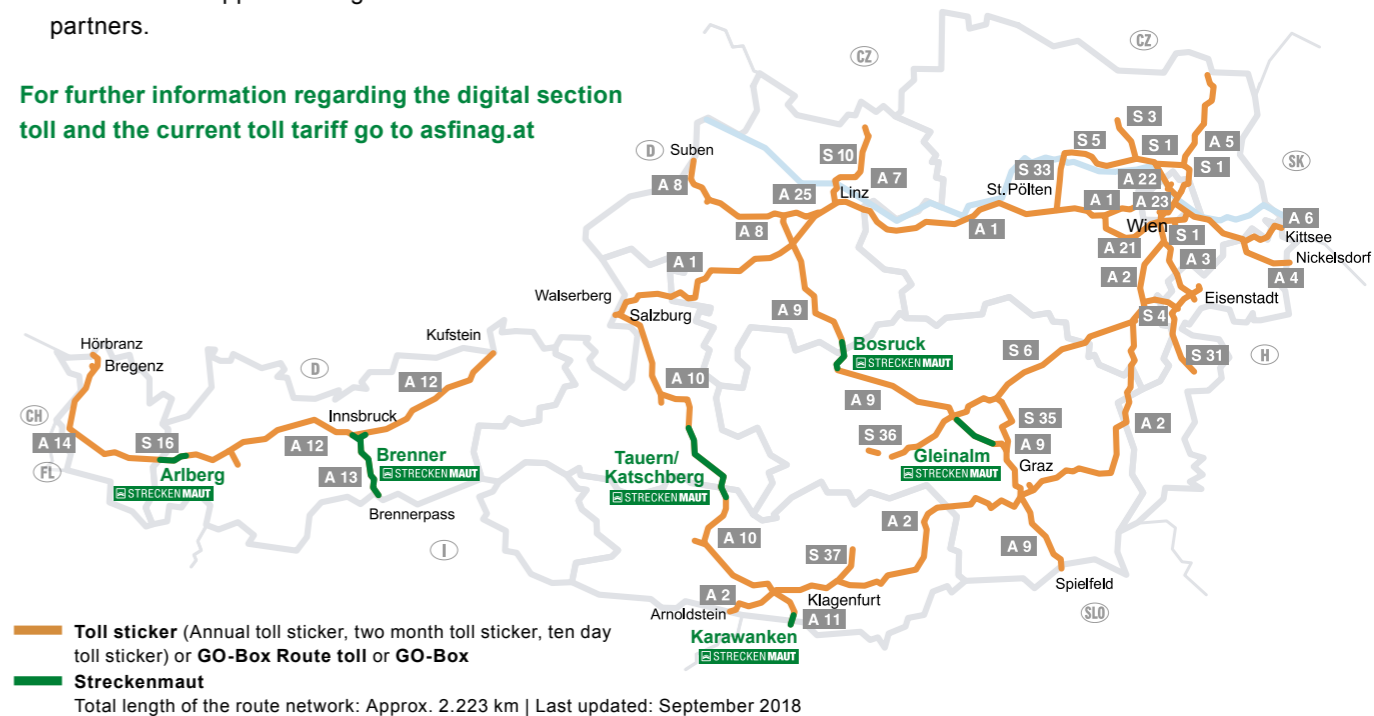 partners.
For further information regarding the digital section
toll and the current toll tariff go to asfinag.at
CZ
CZ
S 3
D
Suben
S 10
S 5
S 1
A 5
SK
A 8
A 25
A 7
S 33
A 22
S 1
Linz
St. Pölten
A 1
A 23
A 8
A 1
Wien
S 1
A 6
Kittsee
A 21
A 1
A 2
A 3
Nickelsdorf
A 4
Walserberg
Salzburg
A 9
Eisenstadt
S 4
Kufstein
Bosruck
STRECKENMAUT
S 6
S 31
H
Hörbranz
Bregenz
D
A 12
A 10
A 9
CH
Innsbruck
S 35
A 2
A 14
S 16
A 12
S 36
A 9
FL
Arlberg
STRECKENMAUT
A 13
Brenner
STRECKENMAUT
Tauern/
Katschberg
STRECKENMAUT
Gleinalm
STRECKENMAUT
Graz
Brennerpass
A 2
I
A 10
S 37
A 9
Spielfeld
A 2
Arnoldstein
Klagenfurt
A 11
SLO
Karawanken
STRECKENMAUT
Toll sticker (Annual toll sticker, two month toll sticker, ten day
toll sticker) or GO-Box Route toll or GO-Box
Streckenmaut
Total length of the route network: Approx. 2.223 km | Last updated: September 2018